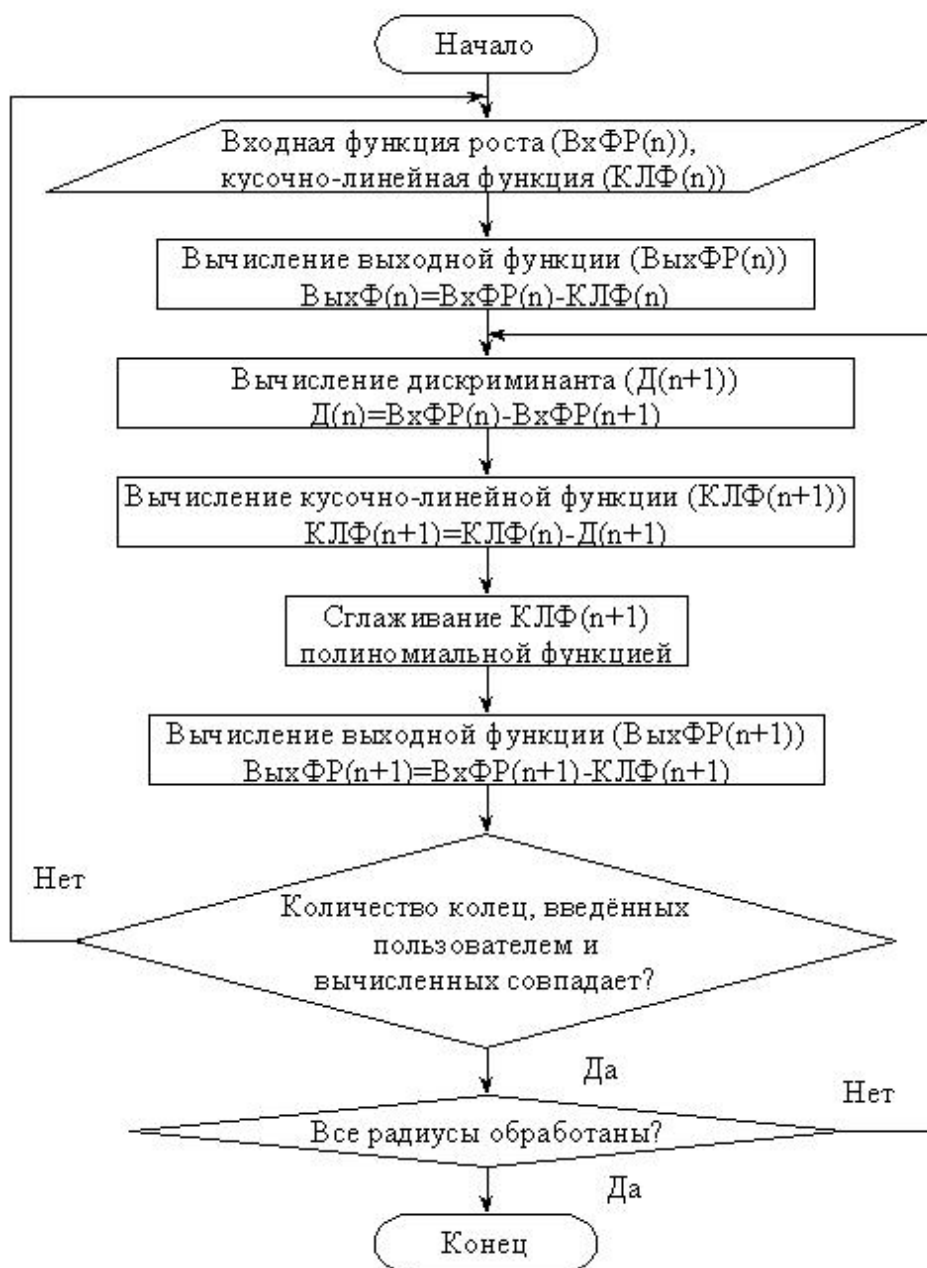 Начало
Входная функция роста (ВхФР(n)),
кусочно-линейная функция (КЛФ(n))
Вычисление выходной функции (ВыхФР(n))
ВыхФ(n)=ВхФР(n)-КЛФ(n)
Вычисление дискриминанта (Д(n+1))
Д(n)=ВхФР(n)-ВхФР(n+1)
Вычисление кусочно-линейной функции (КЛФ(n+1))
КЛФ(n+1)=КЛФ(n)-Д(n+1)
Сглаживание КЛФ(n+1)
полиномиальной функцией
Вычисление выходной функции (ВыхФР(n+1))
ВыхФР(n+1)=ВхФР(n+1)-КЛФ(n+1)
Нет
Количество колец, введённых
пользователем и
вычисленных совпадает?
Да
Нет
Все радиусы обработаны?
Да
Конец